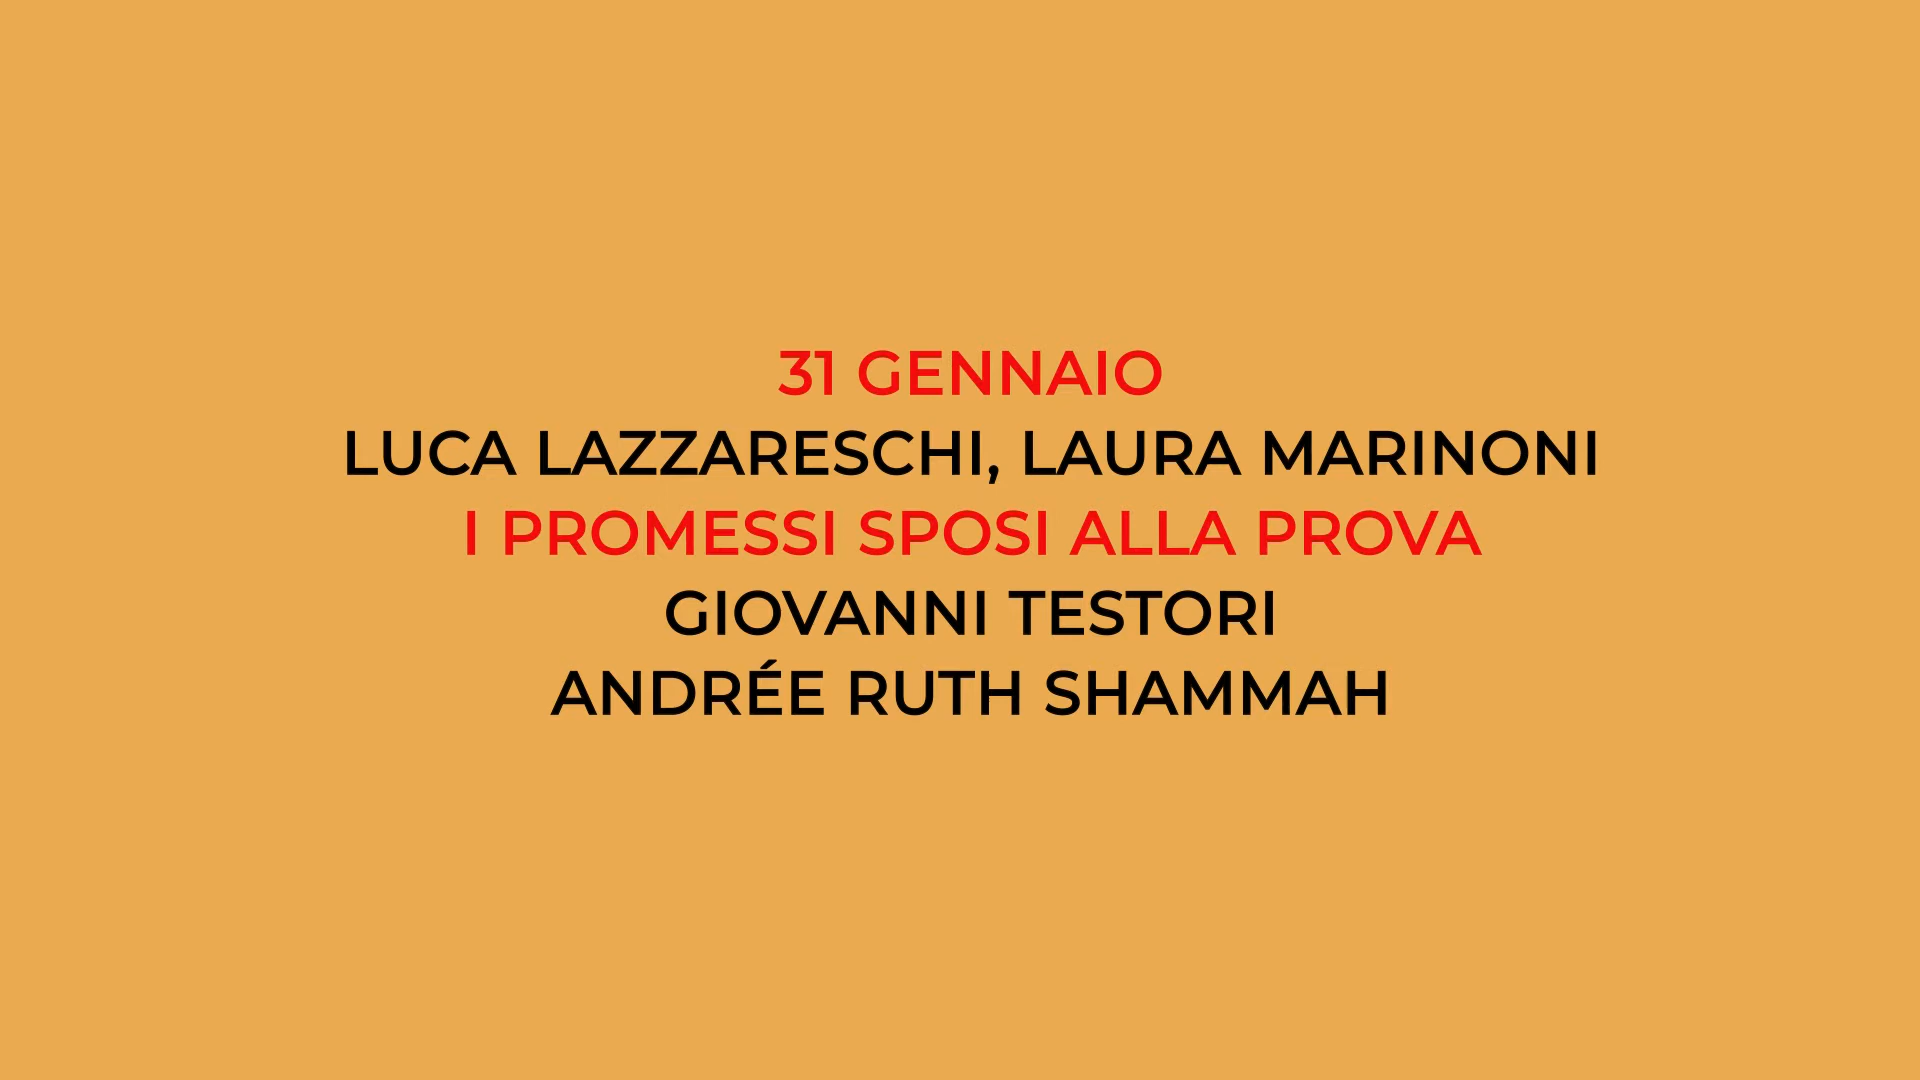 31 GENNAIO
LUCA LAZZARESCHI, LAURA MARINONI
I PROMESSI SPOSI ALLA PROVA
GIOVANNI TESTORI
ANDRÉE RUTH SHAMMAH